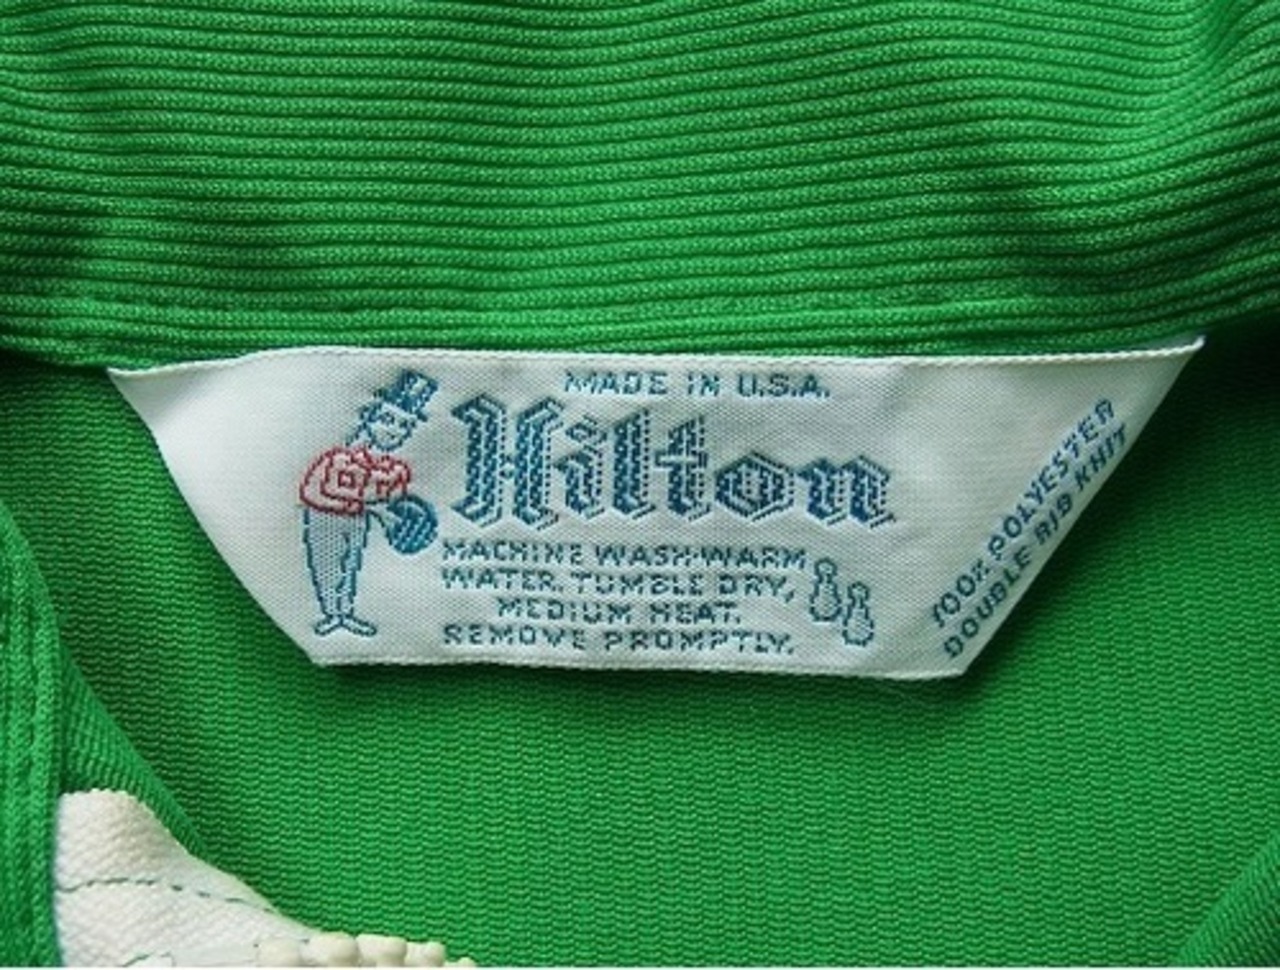 MADE IN U.S.A.
Hilton
MACHINE WASH-WARM
WATER. TUMBLE DRY,
MEDIUM HEAT.
REMOVE PROMPTLY.
100% POLYESTER
DOUBLE RIB KNIT